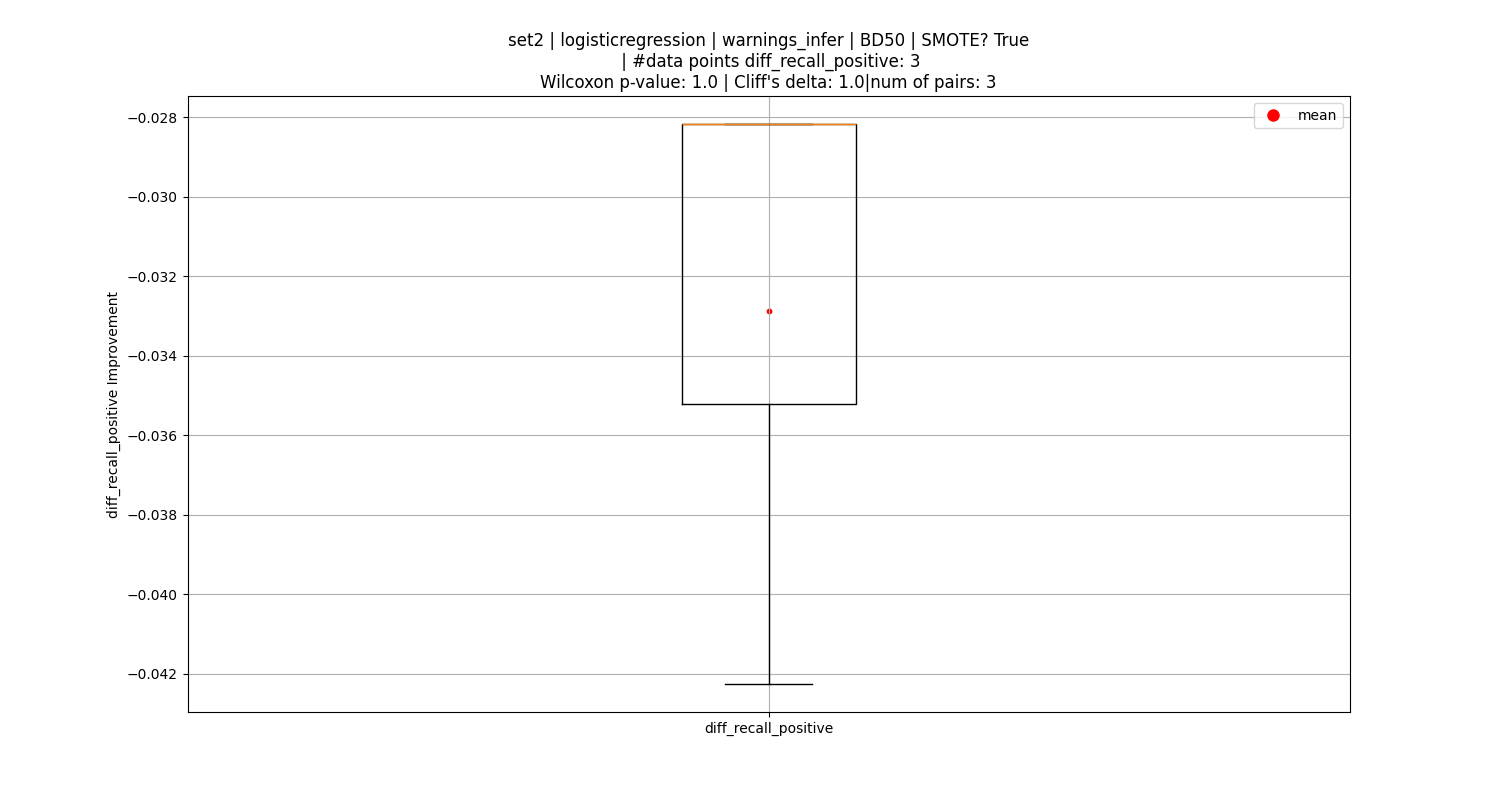 set2 | logisticregression | warnings_infer | BD50 | SMOTE? True
| #data points diff_recall_positive: 3
Wilcoxon p-value: 1.0 | Cliff's delta: 1.0|num of pairs: 3
mean
−0.028
−0.030
−0.032
−0.034
−0.036
−0.038
−0.040
−0.042
diff_recall_positive Improvement
diff_recall_positive